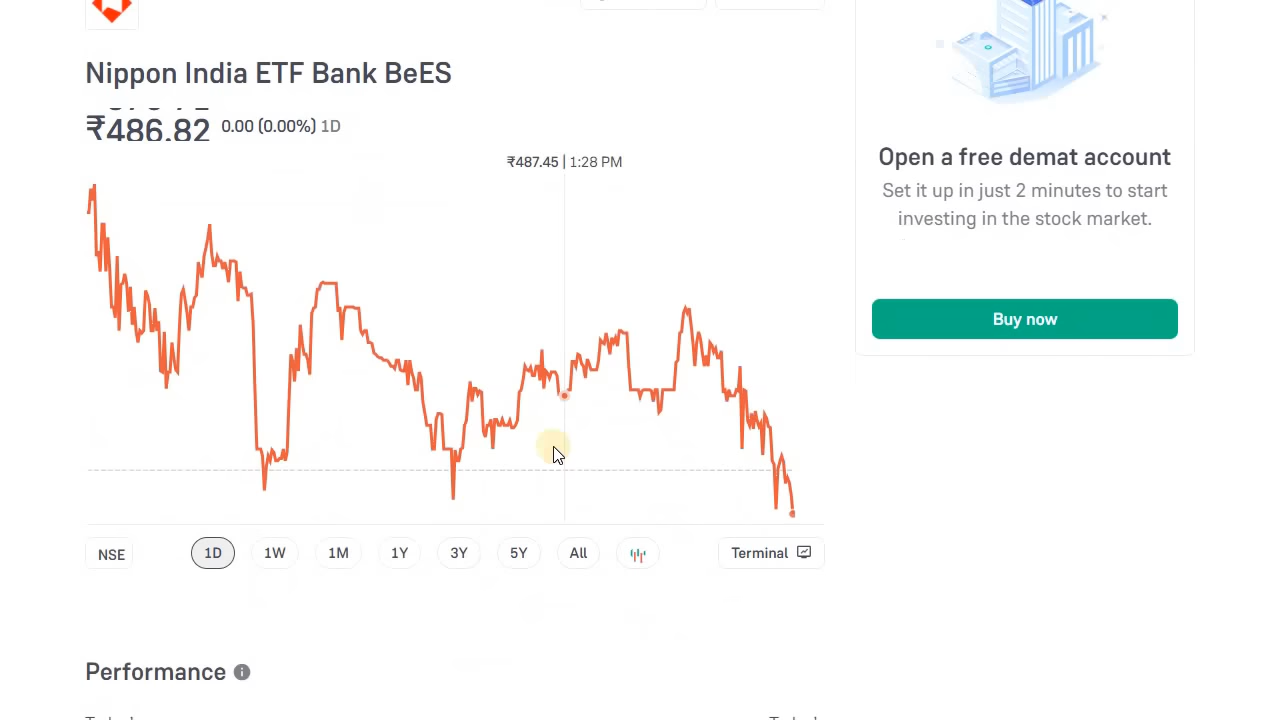 Nippon India ETF Bank BeES
₹486.82 0.00 (0.00%) 1D
₹487.45 | 1:28 PM
NSE
1D
1W
1M
1Y
3Y
5Y
All
Terminal
Performance
Open a free demat account
Set it up in just 2 minutes to start
investing in the stock market.
Buy now